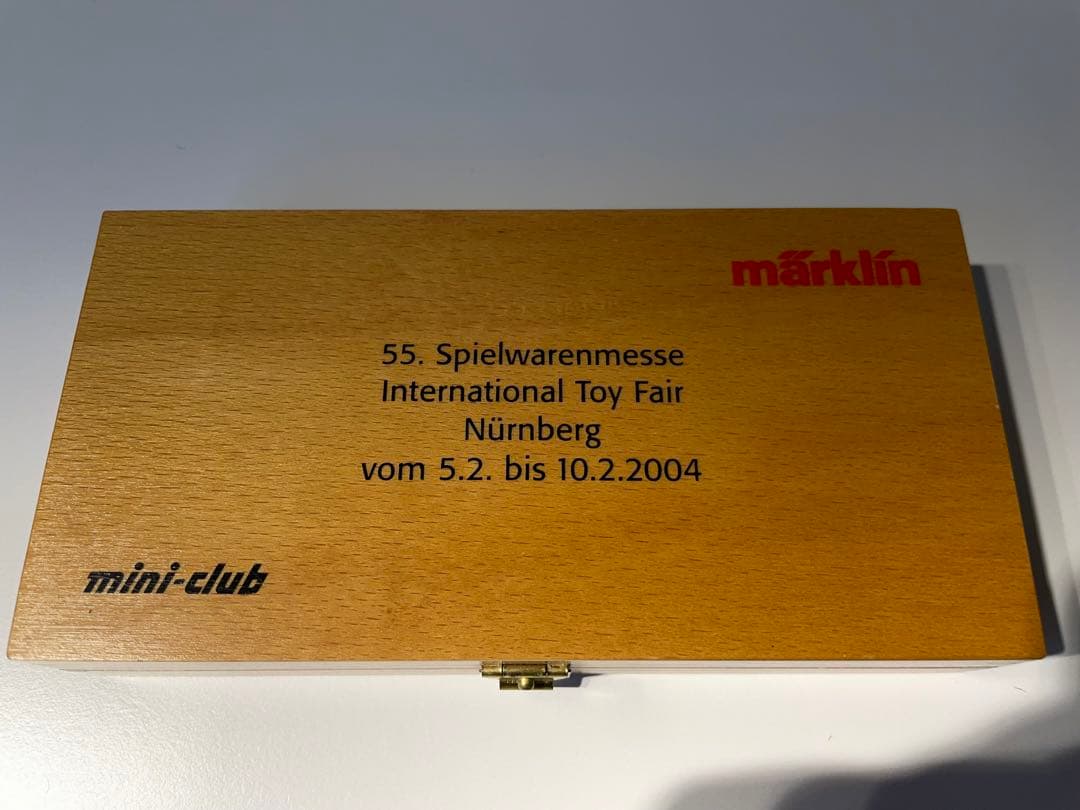 märklin
55. Spielwarenmesse
International Toy Fair
Nürnberg
vom 5.2. bis 10.2.2004
mini-club